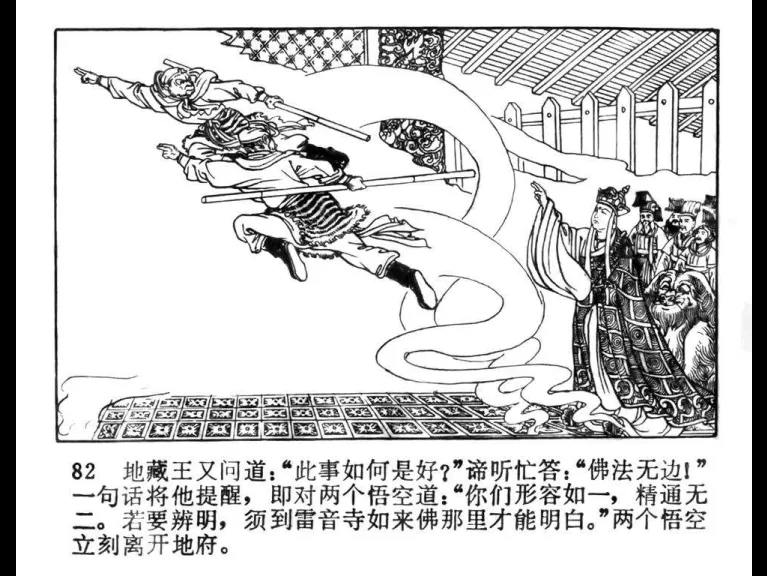 82 地藏王又问道:“此事如何是好?”谛听忙答:“佛法无边!”
一句话将他提醒,即对两个悟空道:“你们形容如一,精通无
二。若要辨明,须到雷音寺如来佛那里才能明白。”两个悟空
立刻离开地府。